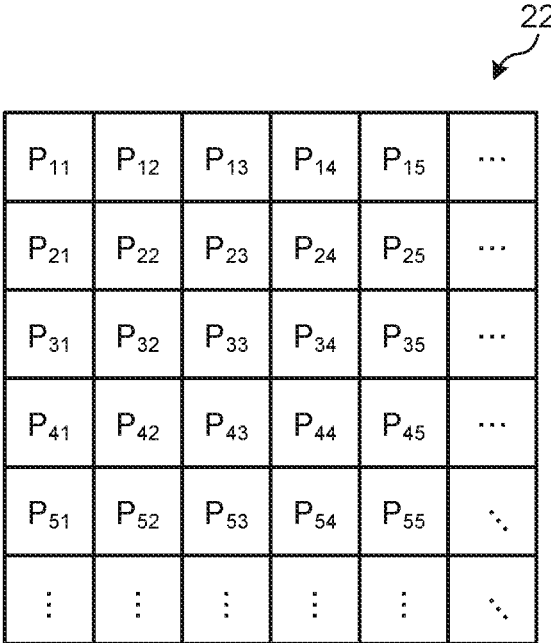 22
P₁₁ P₁₂ P₁₃ P₁₄ P₁₅ ⋯
P₂₁ P₂₂ P₂₃ P₂₄ P₂₅ ⋯
P₃₁ P₃₂ P₃₃ P₃₄ P₃₅ ⋯
P₄₁ P₄₂ P₄₃ P₄₄ P₄₅ ⋯
P₅₁ P₅₂ P₅₃ P₅₄ P₅₅ ⋱
⋮ ⋮ ⋮ ⋮ ⋮ ⋱